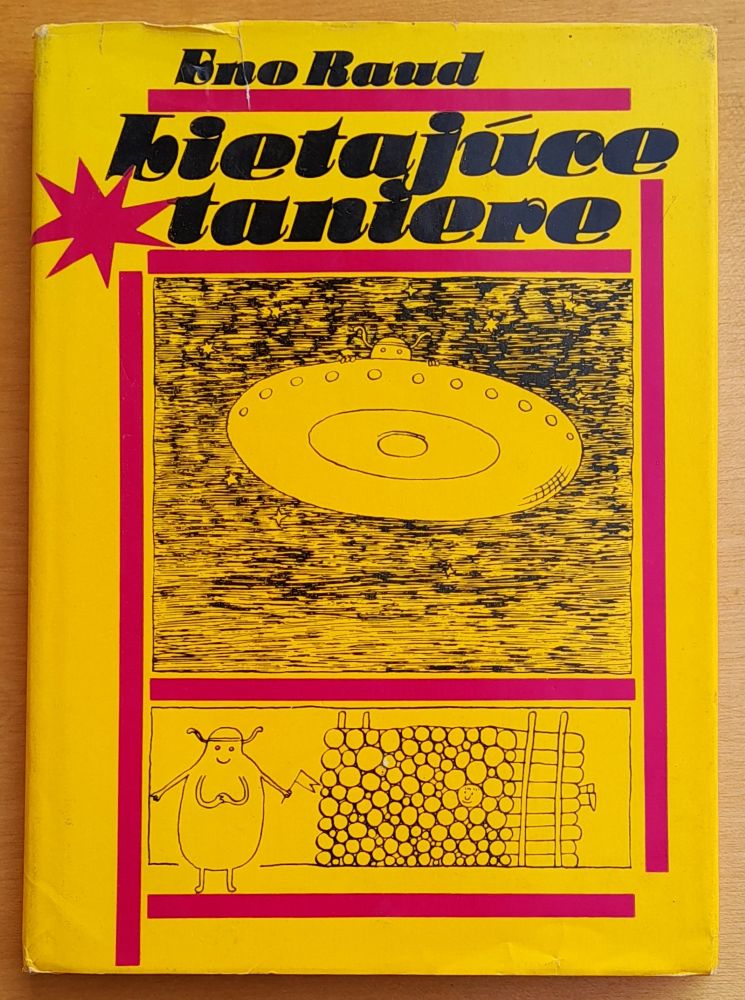 Eno Raud
lietajúce
taniere